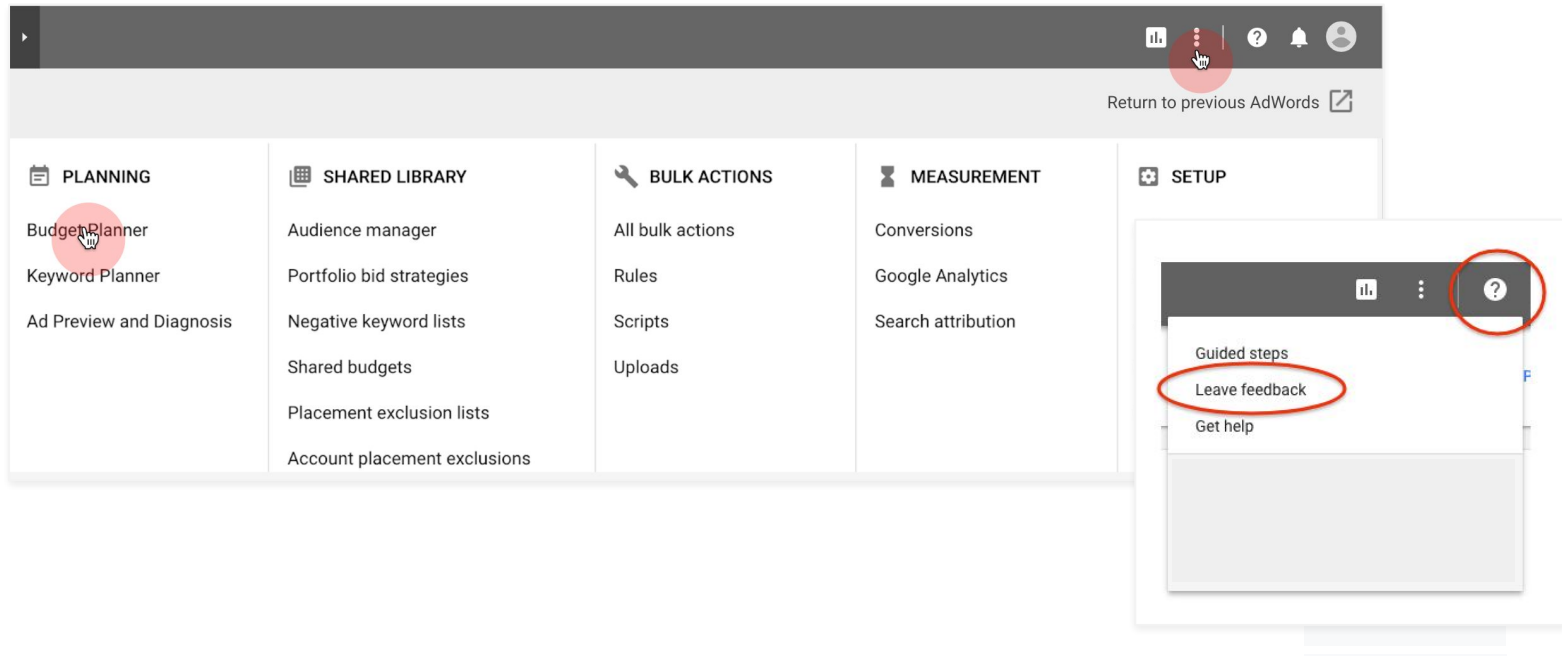 Return to previous AdWords
PLANNING
Budget Planner
Keyword Planner
Ad Preview and Diagnosis
SHARED LIBRARY
Audience manager
Portfolio bid strategies
Negative keyword lists
Shared budgets
Placement exclusion lists
Account placement exclusions
BULK ACTIONS
All bulk actions
Rules
Scripts
Uploads
MEASUREMENT
Conversions
Google Analytics
Search attribution
SETUP
Guided steps
Leave feedback
Get help
P